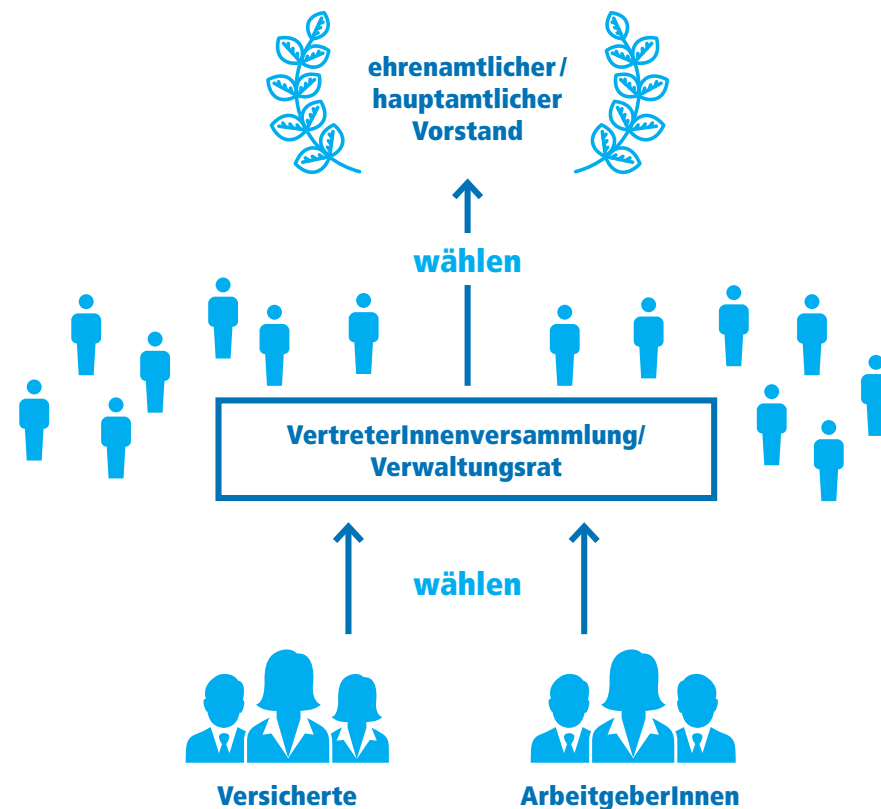 ehrenamtlicher /
hauptamtlicher
Vorstand
wählen
VertreterInnenversammlung/
Verwaltungsrat
wählen
Versicherte
ArbeitgeberInnen